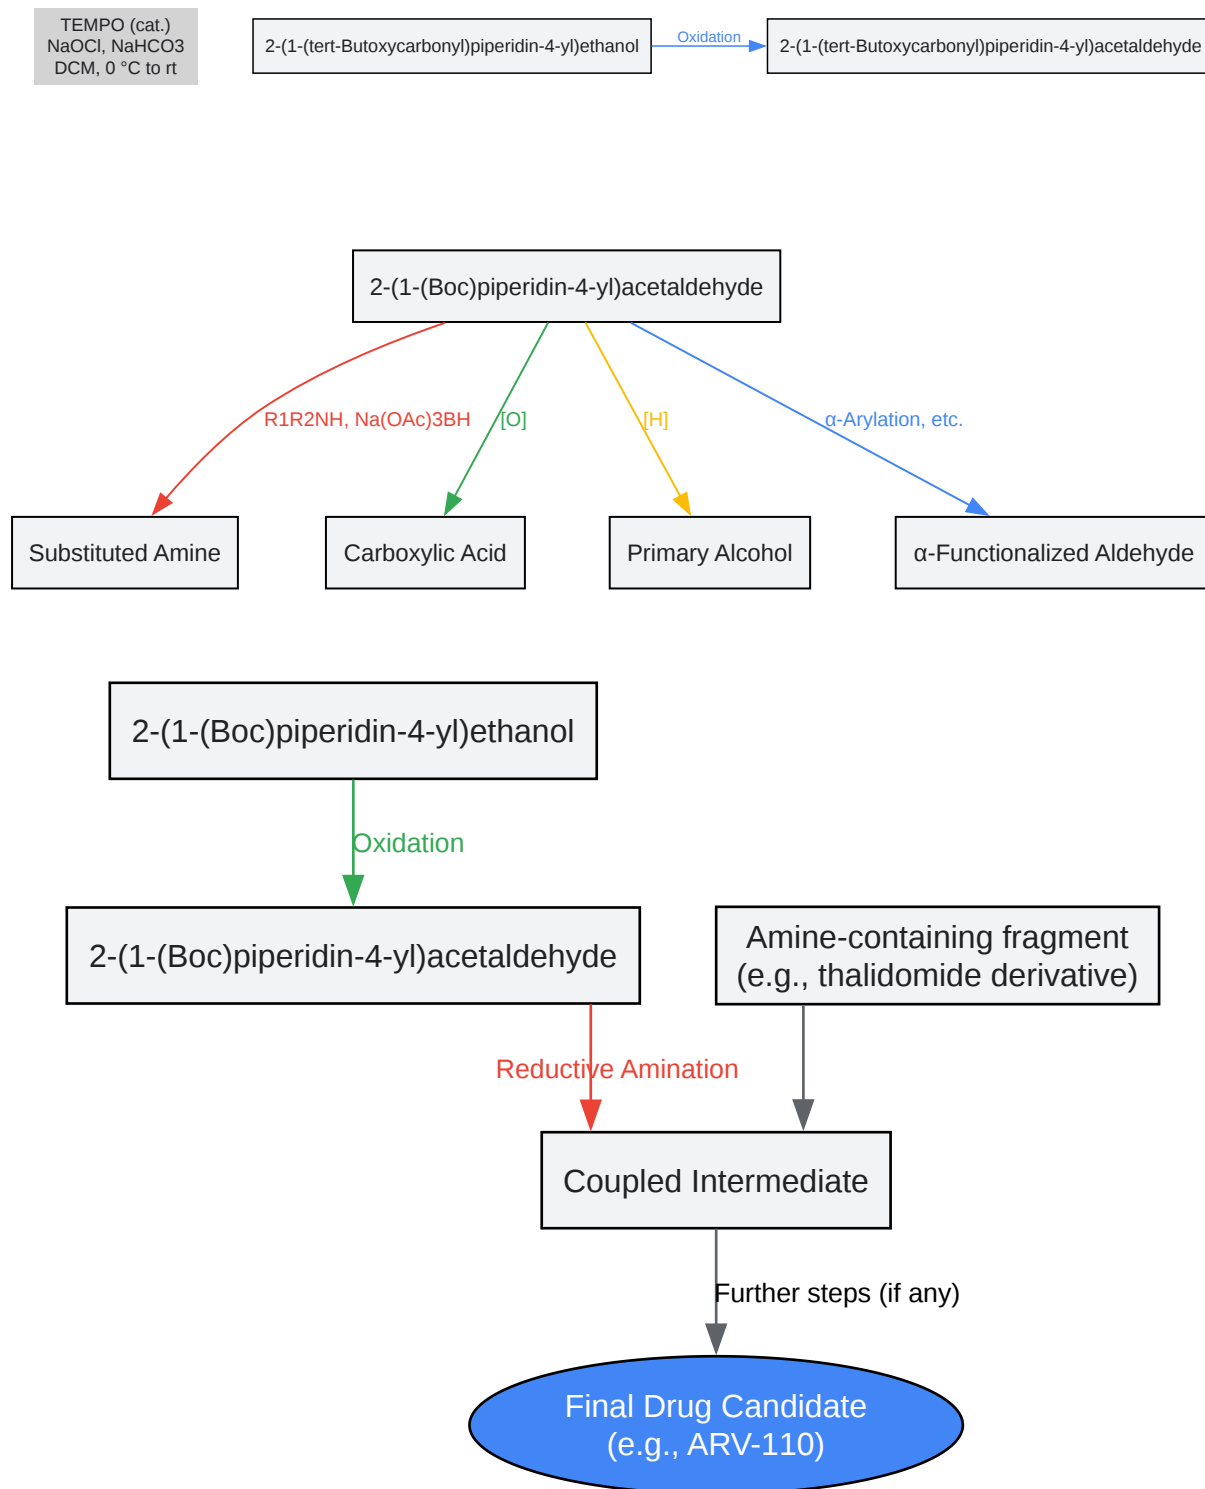 TEMPO (cat.)
NaOCl, NaHCO3
DCM, 0 °C to rt
2-(1-(tert-Butoxycarbonyl)piperidin-4-yl)ethanol
Oxidation
2-(1-(tert-Butoxycarbonyl)piperidin-4-yl)acetaldehyde
2-(1-(Boc)piperidin-4-yl)acetaldehyde
R1R2NH, Na(OAc)3BH
[O]
[H]
α-Arylation, etc.
Substituted Amine
Carboxylic Acid
Primary Alcohol
α-Functionalized Aldehyde
2-(1-(Boc)piperidin-4-yl)ethanol
Oxidation
2-(1-(Boc)piperidin-4-yl)acetaldehyde
Amine-containing fragment
(e.g., thalidomide derivative)
Reductive Amination
Coupled Intermediate
Further steps (if any)
Final Drug Candidate
(e.g., ARV-110)